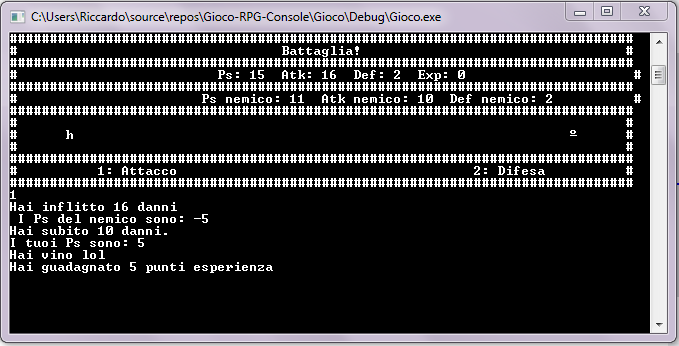 C:\Users\Riccardo\source\repos\Gioco-RPG-Console\Gioco\Debug\Gioco.exe
##############################################################################
# Battaglia! #
##############################################################################
# Ps: 15 Atk: 16 Def: 2 Exp: 0 #
##############################################################################
# Ps nemico: 11 Atk nemico: 10 Def nemico: 2 #
##############################################################################
# #
# h º #
# #
##############################################################################
# 1: Attacco 2: Difesa #
##############################################################################
1
Hai inflitto 16 danni
I Ps del nemico sono: -5
Hai subito 10 danni.
I tuoi Ps sono: 5
Hai vino lol
Hai guadagnato 5 punti esperienza